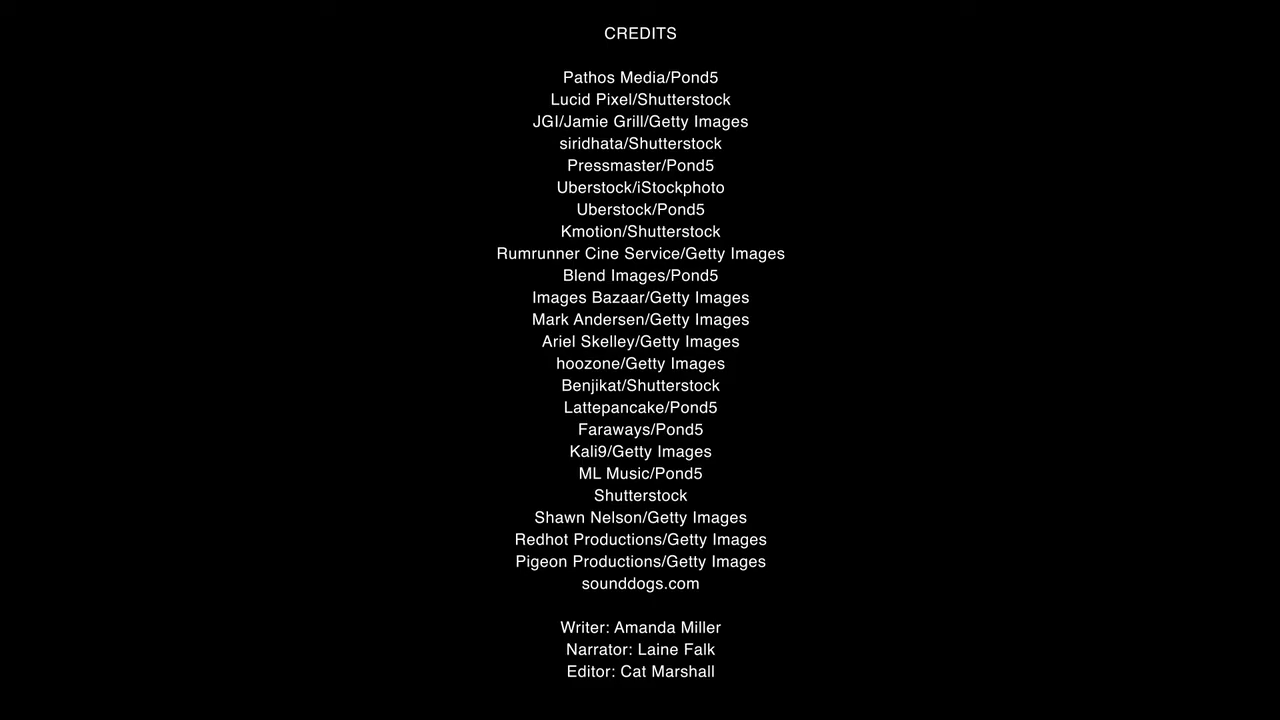 CREDITS
Pathos Media/Pond5
Lucid Pixel/Shutterstock
JGI/Jamie Grill/Getty Images
siridhata/Shutterstock
Pressmaster/Pond5
Uberstock/iStockphoto
Uberstock/Pond5
Kmotion/Shutterstock
Rumrunner Cine Service/Getty Images
Blend Images/Pond5
Images Bazaar/Getty Images
Mark Andersen/Getty Images
Ariel Skelley/Getty Images
hoozone/Getty Images
Benjikat/Shutterstock
Lattepancake/Pond5
Faraways/Pond5
Kali9/Getty Images
ML Music/Pond5
Shutterstock
Shawn Nelson/Getty Images
Redhot Productions/Getty Images
Pigeon Productions/Getty Images
sounddogs.com
Writer: Amanda Miller
Narrator: Laine Falk
Editor: Cat Marshall